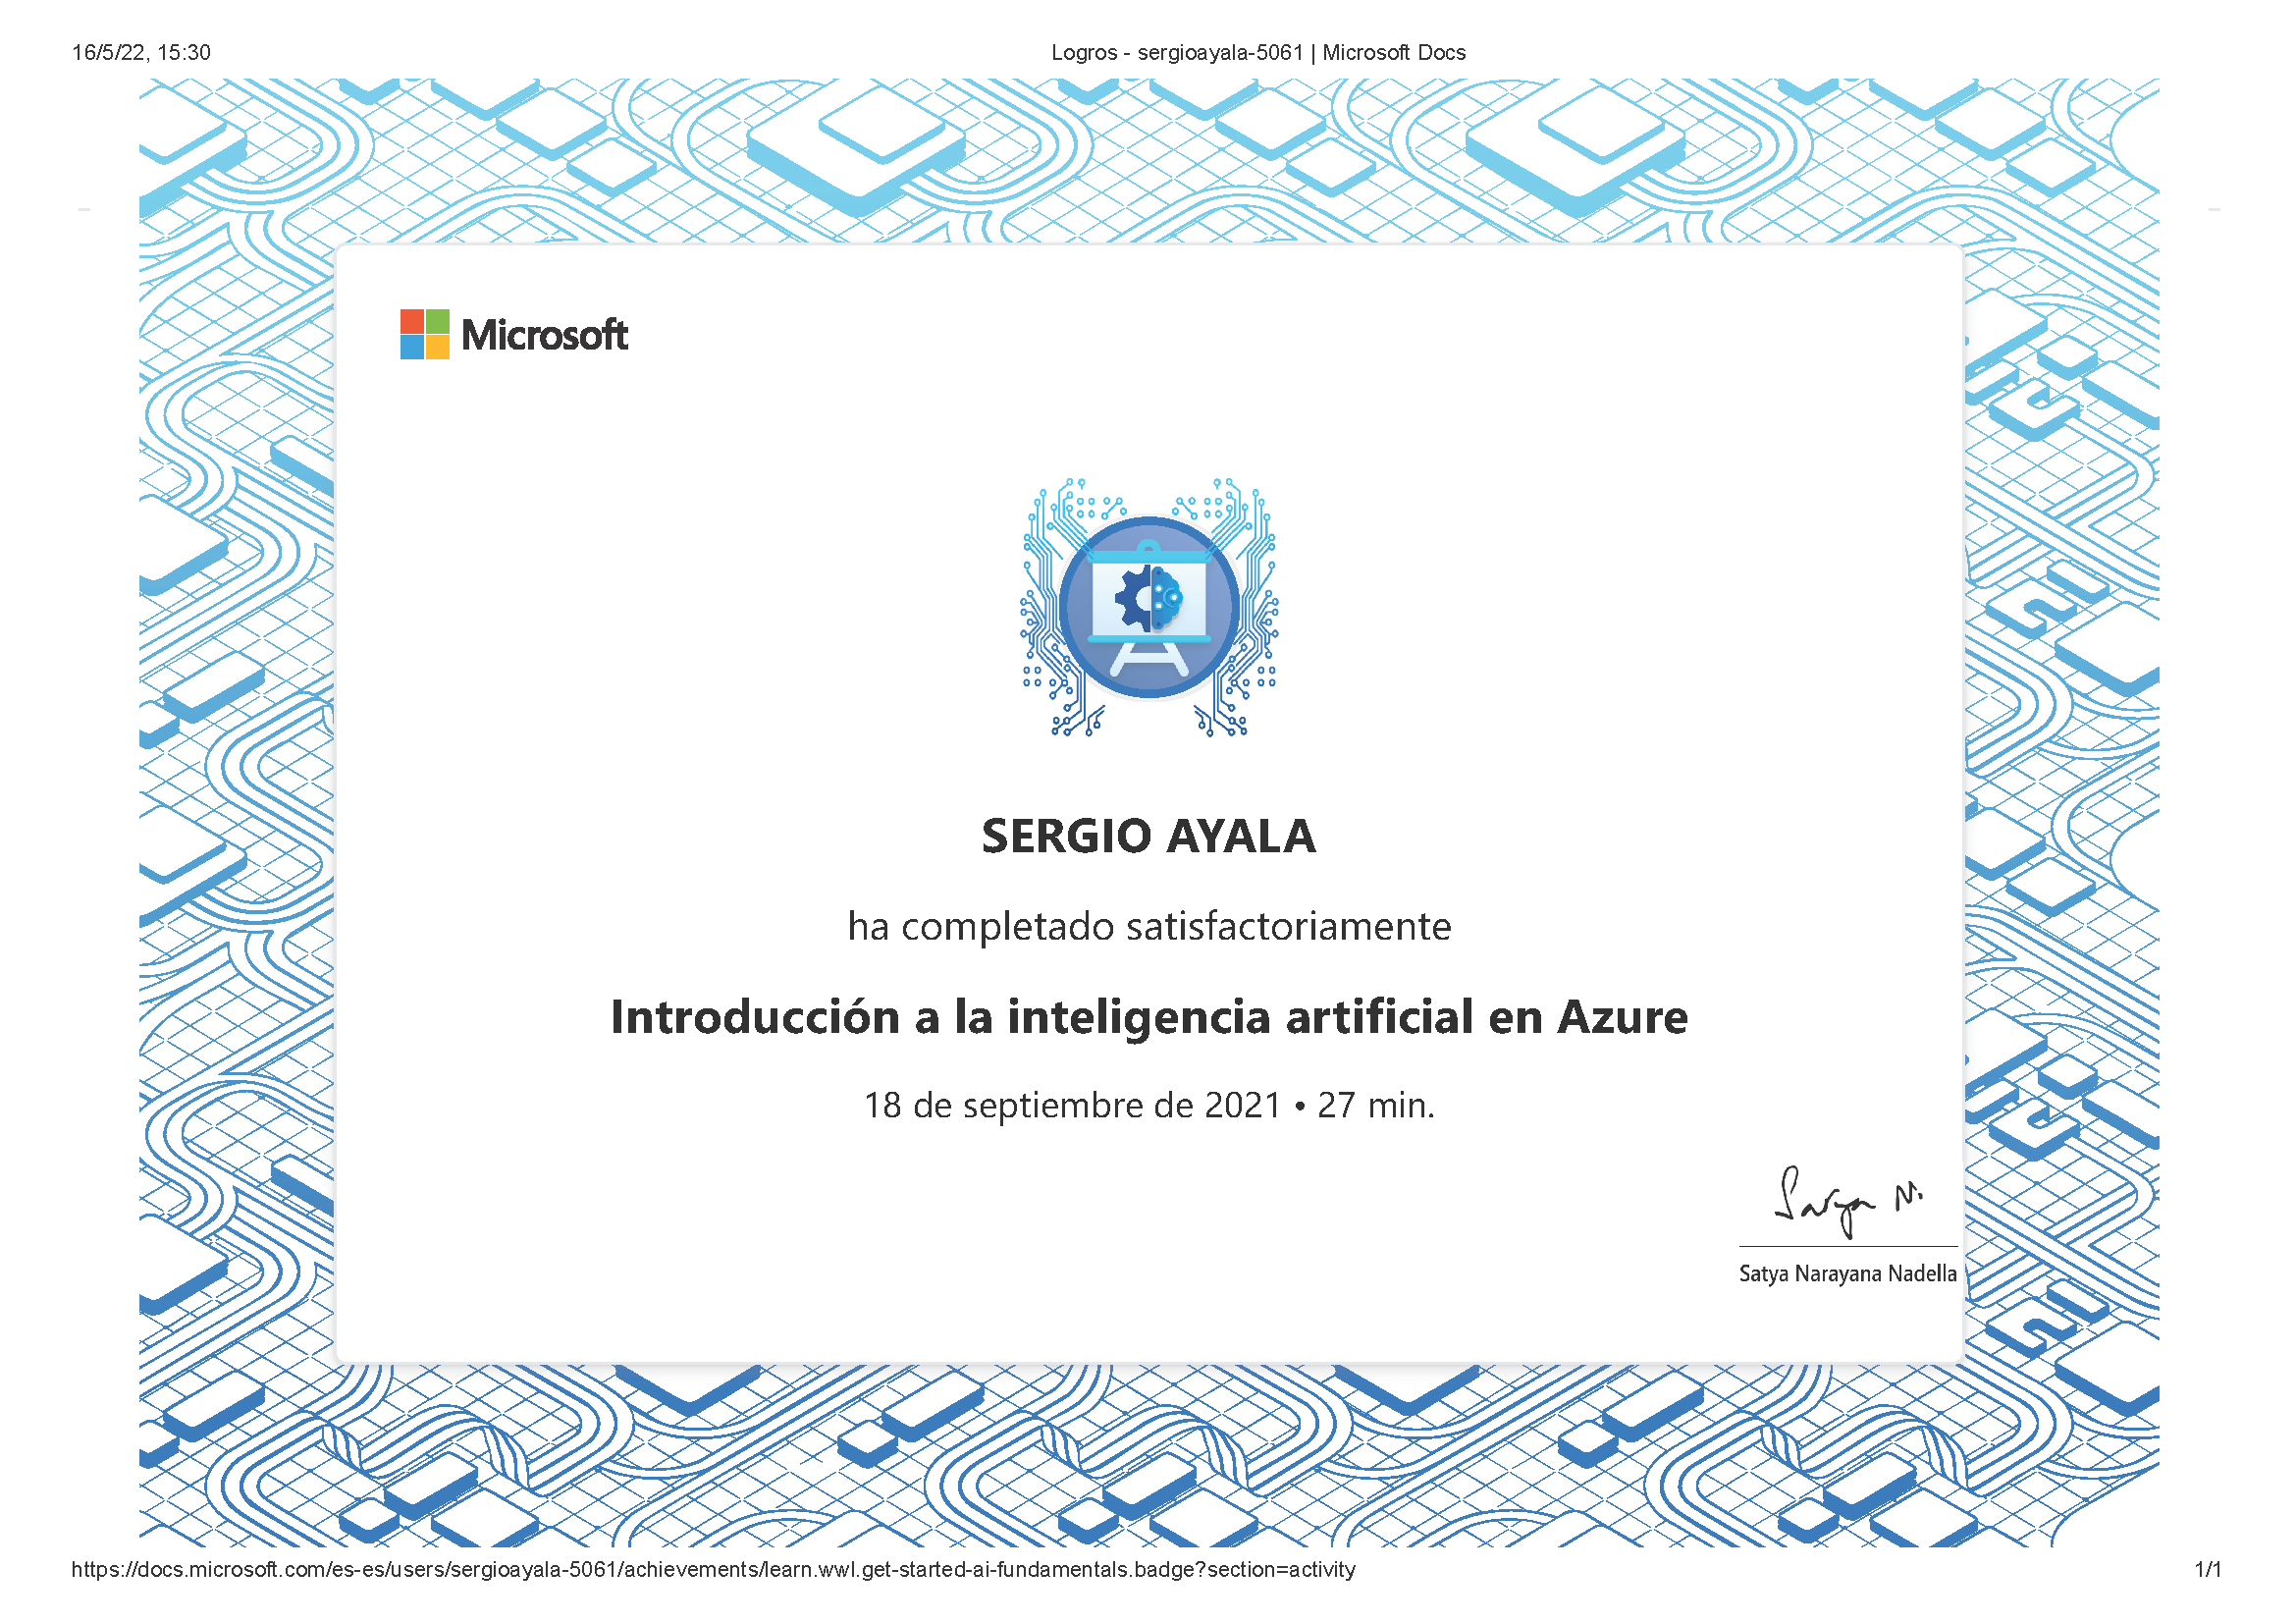 16/5/22, 15:30
Logros - sergioayala-5061 | Microsoft Docs
Microsoft
SERGIO AYALA
ha completado satisfactoriamente
Introducción a la inteligencia artificial en Azure
18 de septiembre de 2021 • 27 min.
Satya N.
Satya Narayana Nadella
https://docs.microsoft.com/es-es/users/sergioayala-5061/achievements/learn.wwl.get-started-ai-fundamentals.badge?section=activity
1/1